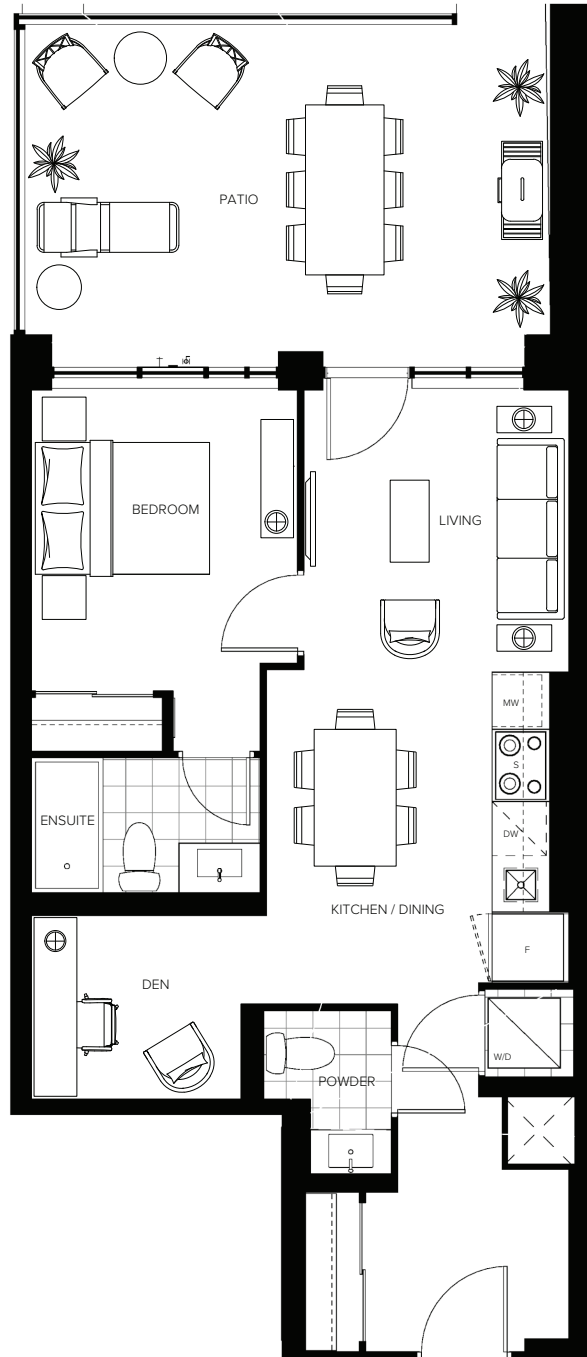 PATIO
BEDROOM
LIVING
MW
S
DW
ENSUITE
KITCHEN / DINING
F
DEN
W/D
POWDER